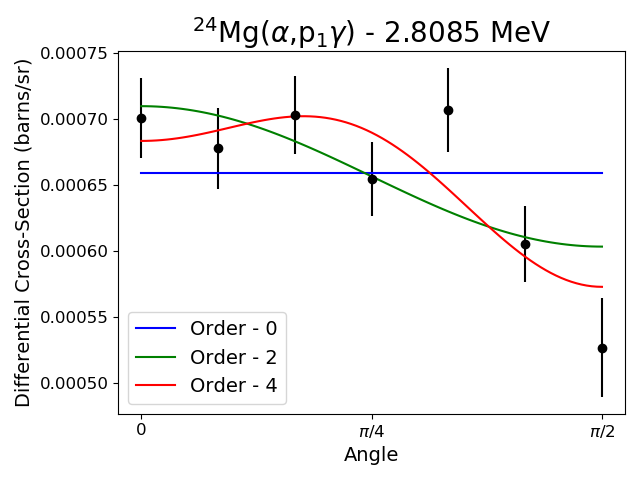 ²⁴Mg(α,p₁γ) - 2.8085 MeV
Differential Cross-Section (barns/sr)
0.00075
0.00070
0.00065
0.00060
0.00055
0.00050
Order - 0
Order - 2
Order - 4
0
π/4
π/2
Angle